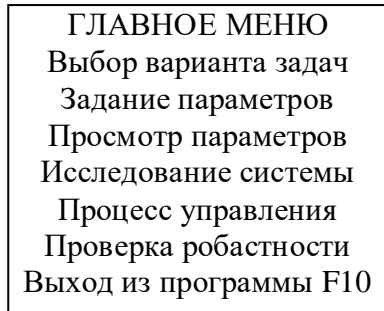 ГЛАВНОЕ МЕНЮ
Выбор варианта задач
Задание параметров
Просмотр параметров
Исследование системы
Процесс управления
Проверка робастности
Выход из программы F10